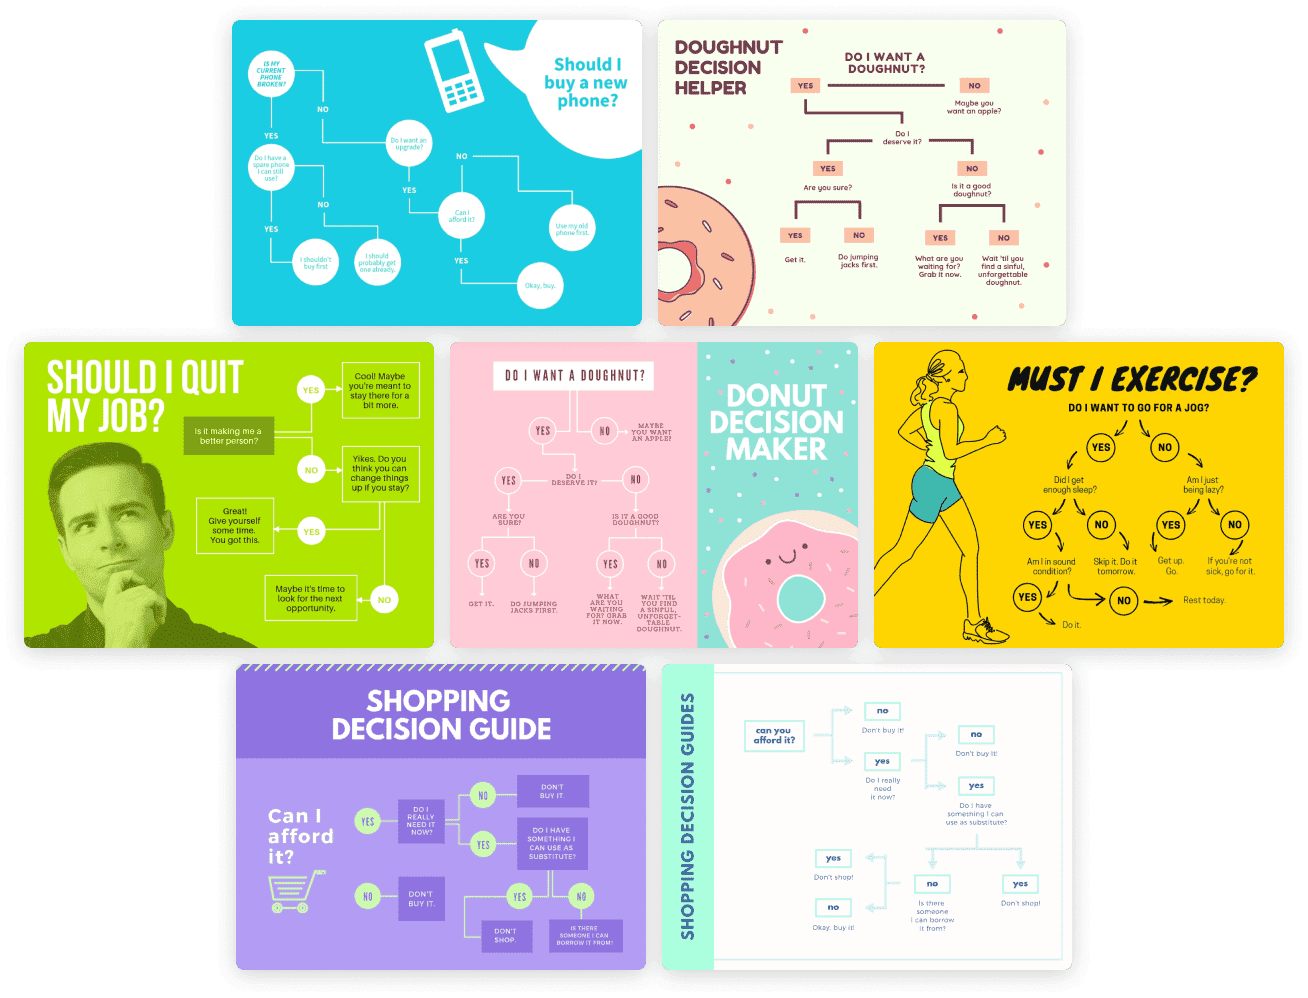 Should I
buy a new
phone?
IS MY
CURRENT
PHONE
BROKEN?
NO
YES
Do I want an
upgrade?
Do I have a
spare phone
I can still
use?
NO
YES
NO
Can I
afford it?
Use my old
phone first.
YES
I shouldn't
buy first
I should
probably get
one already.
YES
Okay, buy.
DOUGHNUT
DECISION
HELPER
DO I WANT A
DOUGHNUT?
YES
NO
Maybe you
want an apple?
Do I
deserve it?
YES
NO
Are you sure?
Is it a good
doughnut?
YES
NO
YES
NO
Get it.
Do jumping
jacks first.
What are you
waiting for?
Grab it now.
Wait 'til you
find a sinful,
unforgettable
doughnut.
SHOULD I QUIT
MY JOB?
Is it making me a
better person?
YES
Cool! Maybe
you're meant to
stay there for a
bit more.
NO
Yikes. Do you
think you can
change things
up if you stay?
Great!
Give yourself
some time.
You got this.
YES
Maybe it's time to
look for the next
opportunity.
NO
DO I WANT A DOUGHNUT?
YES
NO
MAYBE
YOU WANT
AN APPLE?
DO I
DESERVE IT?
YES
NO
ARE YOU
SURE?
IS IT A GOOD
DOUGHNUT?
YES
NO
YES
NO
GET IT.
DO JUMPING
JACKS FIRST.
WHAT
ARE YOU
WAITING
FOR? GRAB
IT NOW.
WAIT 'TIL
YOU FIND
A SINFUL,
UNFORGET-
TABLE
DOUGHNUT.
DONUT
DECISION
MAKER
MUST I EXERCISE?
DO I WANT TO GO FOR A JOG?
YES
NO
Did I get
enough sleep?
Am I just
being lazy?
YES
NO
YES
NO
Am I in sound
condition?
Skip it. Do it
tomorrow.
Get up.
Go.
If you're not
sick, go for it.
YES
NO
Rest today.
Do it.
SHOPPING
DECISION GUIDE
Can I
afford
it?
YES
DO I
REALLY
NEED IT
NOW?
NO
DON'T
BUY IT.
YES
DO I HAVE
SOMETHING I
CAN USE AS
SUBSTITUTE?
NO
DON'T
BUY IT.
YES
NO
DON'T
SHOP.
IS THERE
SOMEONE I CAN
BORROW IT FROM?
SHOPPING DECISION GUIDES
can you
afford it?
no
Don't buy it!
yes
Do I really
need
it now?
no
Don't buy it!
yes
Do I have
something I can
use as substitute?
yes
Don't shop!
no
Is there
someone
I can borrow
it from?
yes
Don't shop!
no
Okay, buy it!